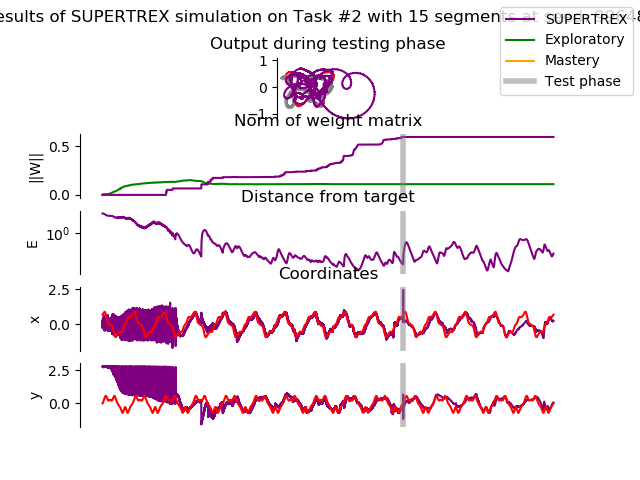 esults of SUPERTREX simulation on Task #2 with 15 segments at
SUPERTREX
Exploratory
Mastery
Test phase
Output during testing phase
1
0
−1
Norm of weight matrix
||W||
0.5
0.0
Distance from target
E
10⁰
Coordinates
x
2.5
0.0
y
2.5
0.0